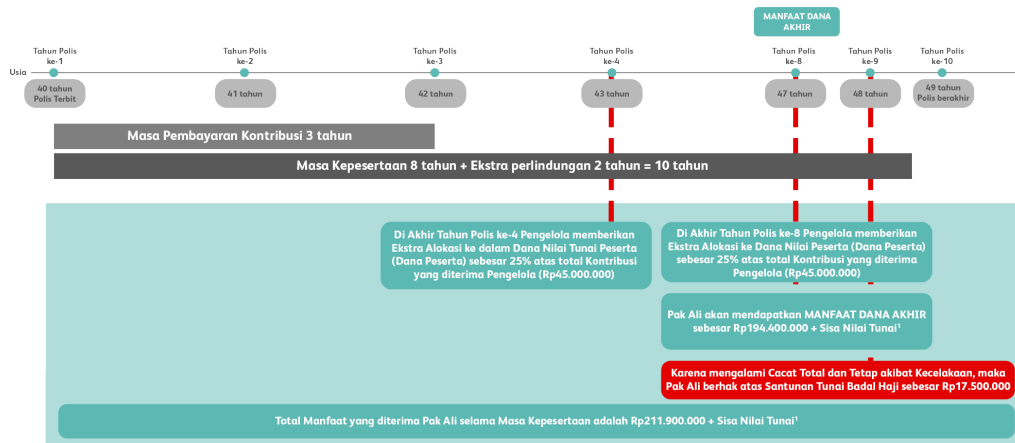 MANFAAT DANA
AKHIR
Tahun Polis
ke-1
Tahun Polis
ke-2
Tahun Polis
ke-3
Tahun Polis
ke-4
Tahun Polis
ke-8
Tahun Polis
ke-9
Tahun Polis
ke-10
Usia
40 tahun
Polis Terbit
41 tahun
42 tahun
43 tahun
47 tahun
48 tahun
49 tahun
Polis berakhir
Masa Pembayaran Kontribusi 3 tahun
Masa Kepesertaan 8 tahun + Ekstra perlindungan 2 tahun = 10 tahun
Di Akhir Tahun Polis ke-4 Pengelola memberikan
Ekstra Alokasi ke dalam Dana Nilai Tunai Peserta
(Dana Peserta) sebesar 25% atas total Kontribusi
yang diterima Pengelola (Rp45.000.000)
Di Akhir Tahun Polis ke-8 Pengelola memberikan
Ekstra Alokasi ke Dana Nilai Peserta (Dana Peserta)
sebesar 25% atas total Kontribusi yang diterima
Pengelola (Rp45.000.000)
Pak Ali akan mendapatkan MANFAAT DANA AKHIR
sebesar Rp194.400.000 + Sisa Nilai Tunai¹
Karena mengalami Cacat Total dan Tetap akibat Kecelakaan, maka
Pak Ali berhak atas Santunan Tunai Badal Haji sebesar Rp17.500.000
Total Manfaat yang diterima Pak Ali selama Masa Kepesertaan adalah Rp211.900.000 + Sisa Nilai Tunai¹